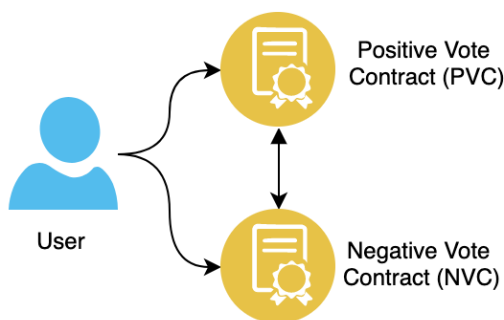 Positive Vote
Contract (PVC)
User
Negative Vote
Contract (NVC)